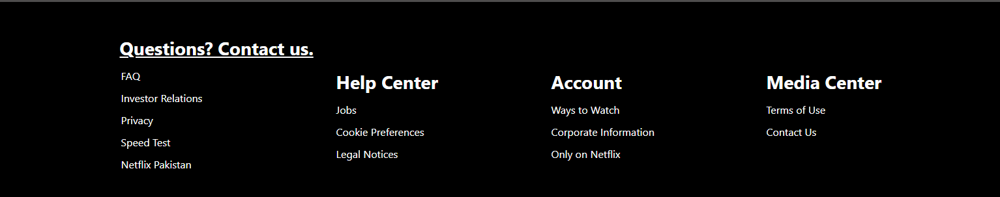 Questions? Contact us.
FAQ
Investor Relations
Privacy
Speed Test
Netflix Pakistan
Help Center
Jobs
Cookie Preferences
Legal Notices
Account
Ways to Watch
Corporate Information
Only on Netflix
Media Center
Terms of Use
Contact Us